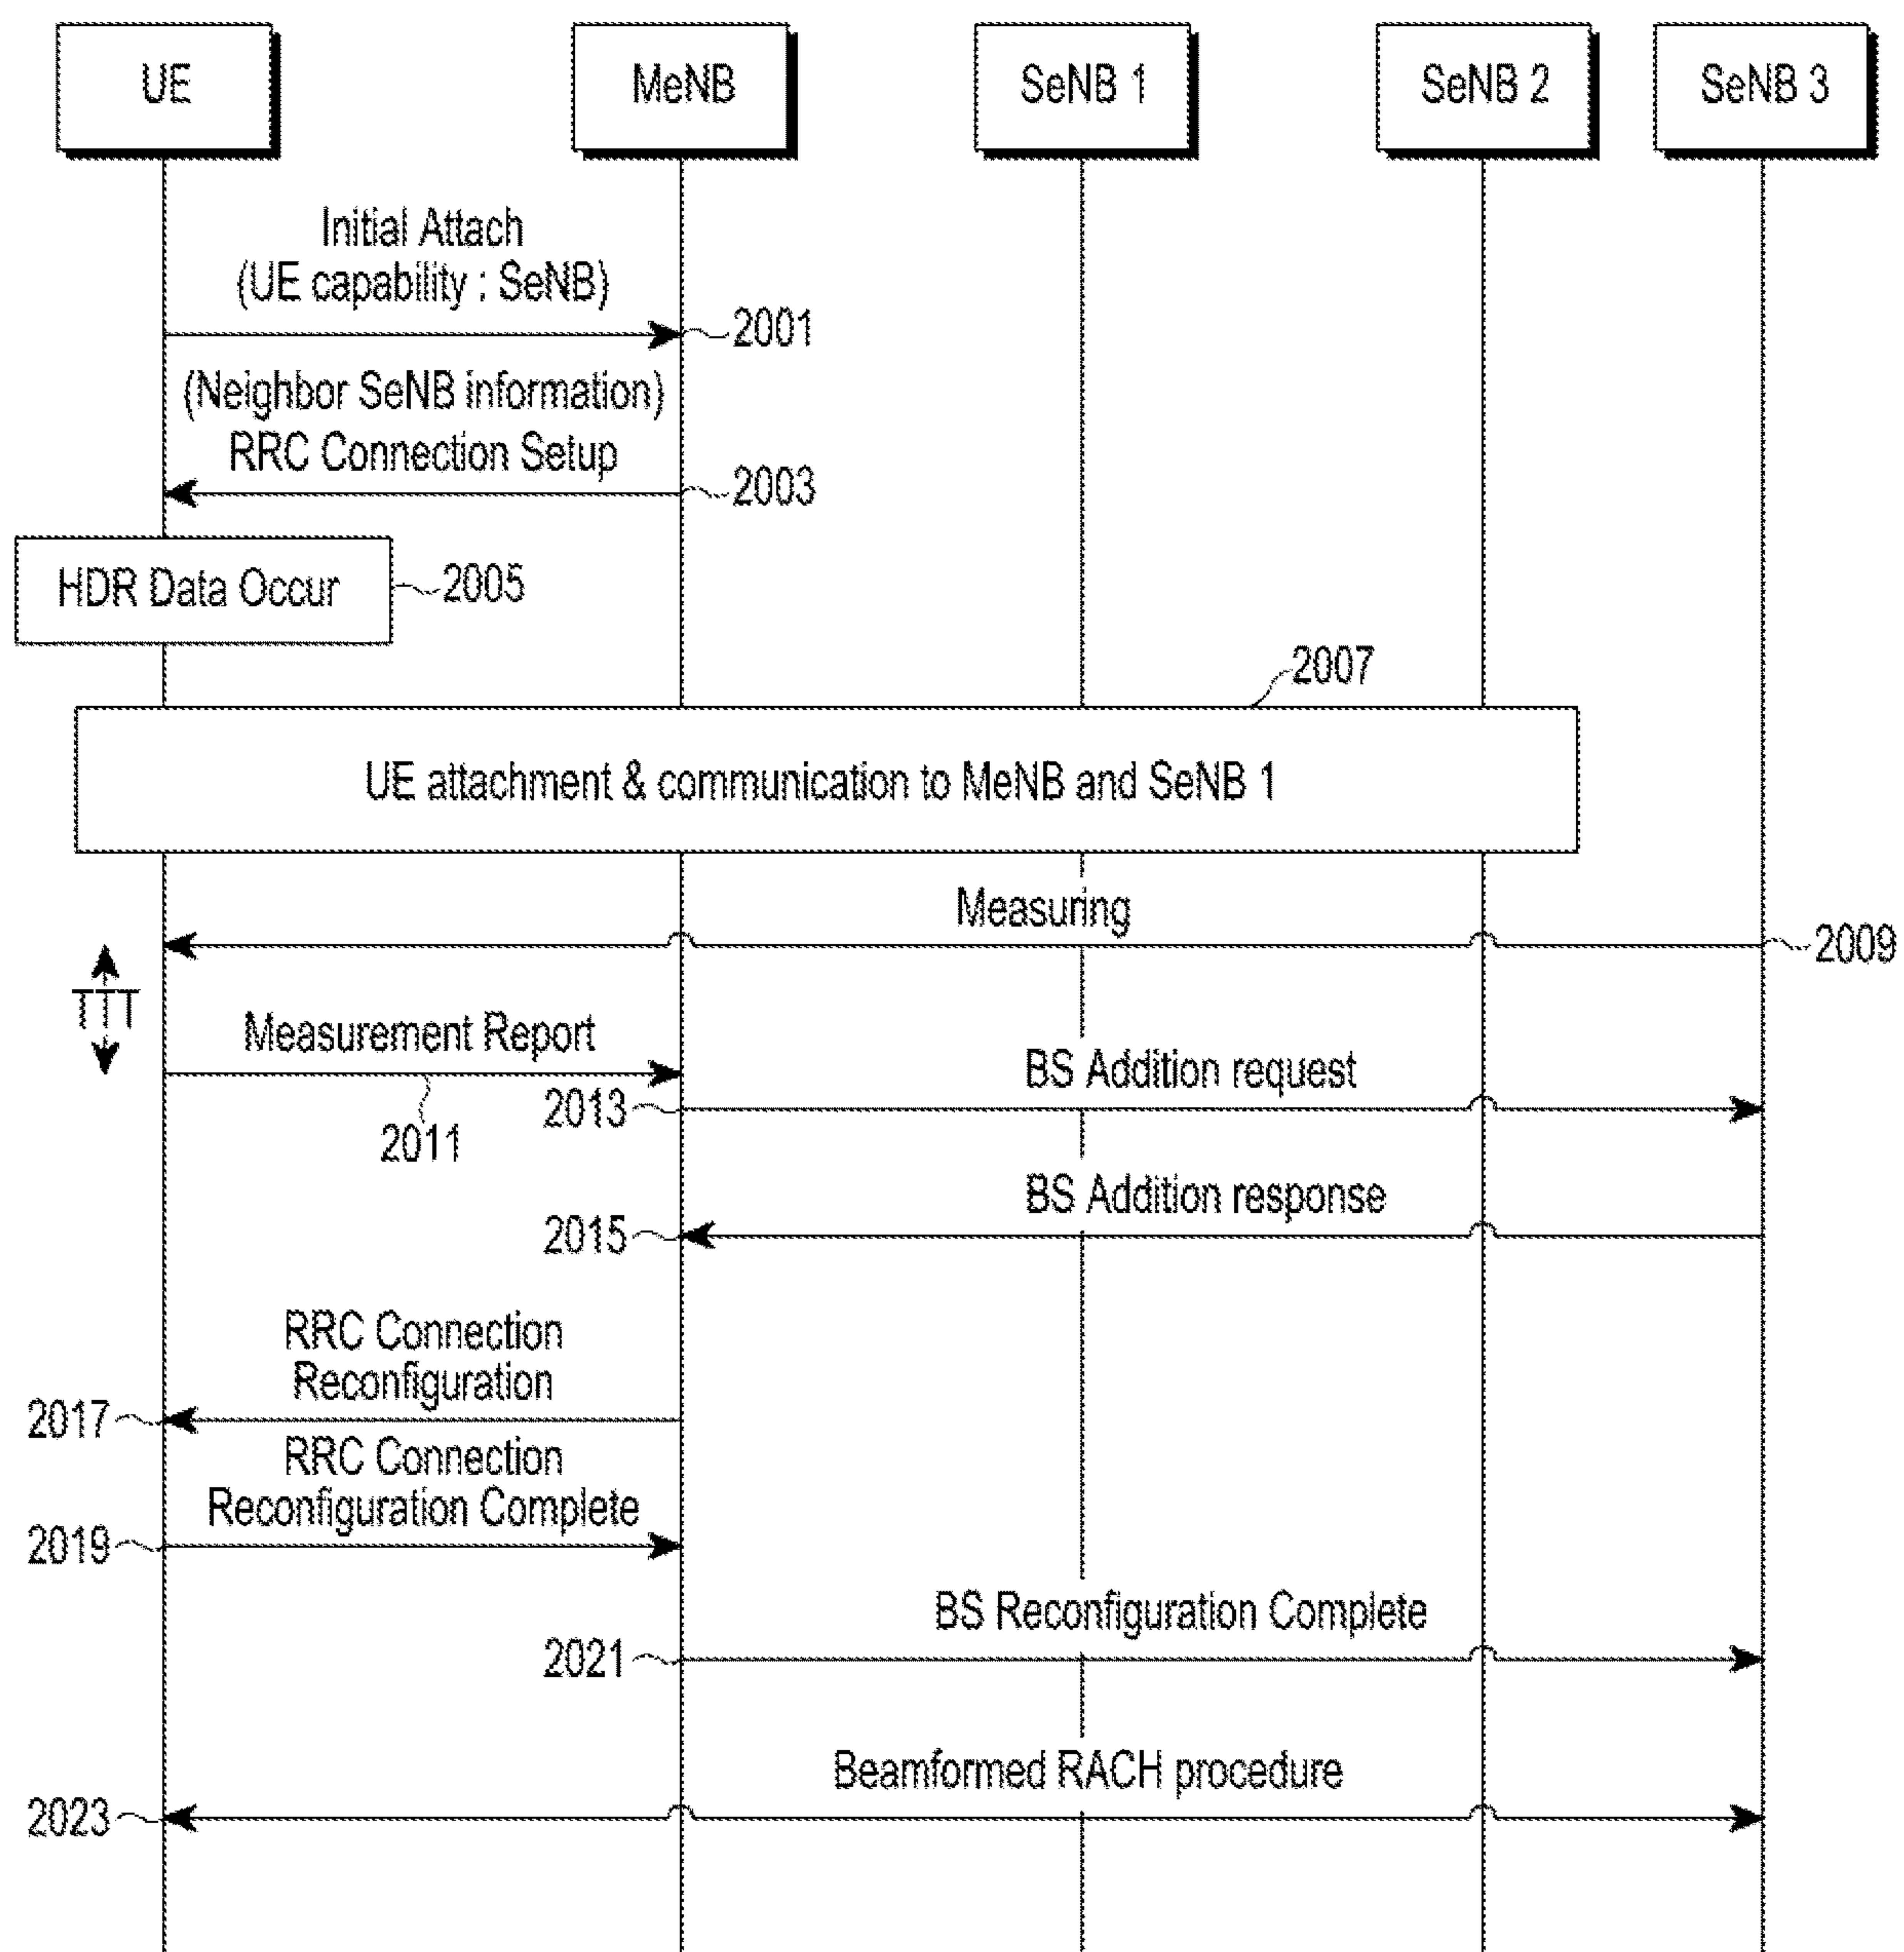 UE
MeNB
SeNB 1
SeNB 2
SeNB 3
Initial Attach
(UE capability : SeNB)
2001
(Neighbor SeNB information)
RRC Connection Setup
2003
HDR Data Occur
2005
2007
UE attachment & communication to MeNB and SeNB 1
Measuring
2009
TTT
Measurement Report
2011
BS Addition request
2013
BS Addition response
2015
RRC Connection
Reconfiguration
2017
RRC Connection
Reconfiguration Complete
2019
BS Reconfiguration Complete
2021
Beamformed RACH procedure
2023